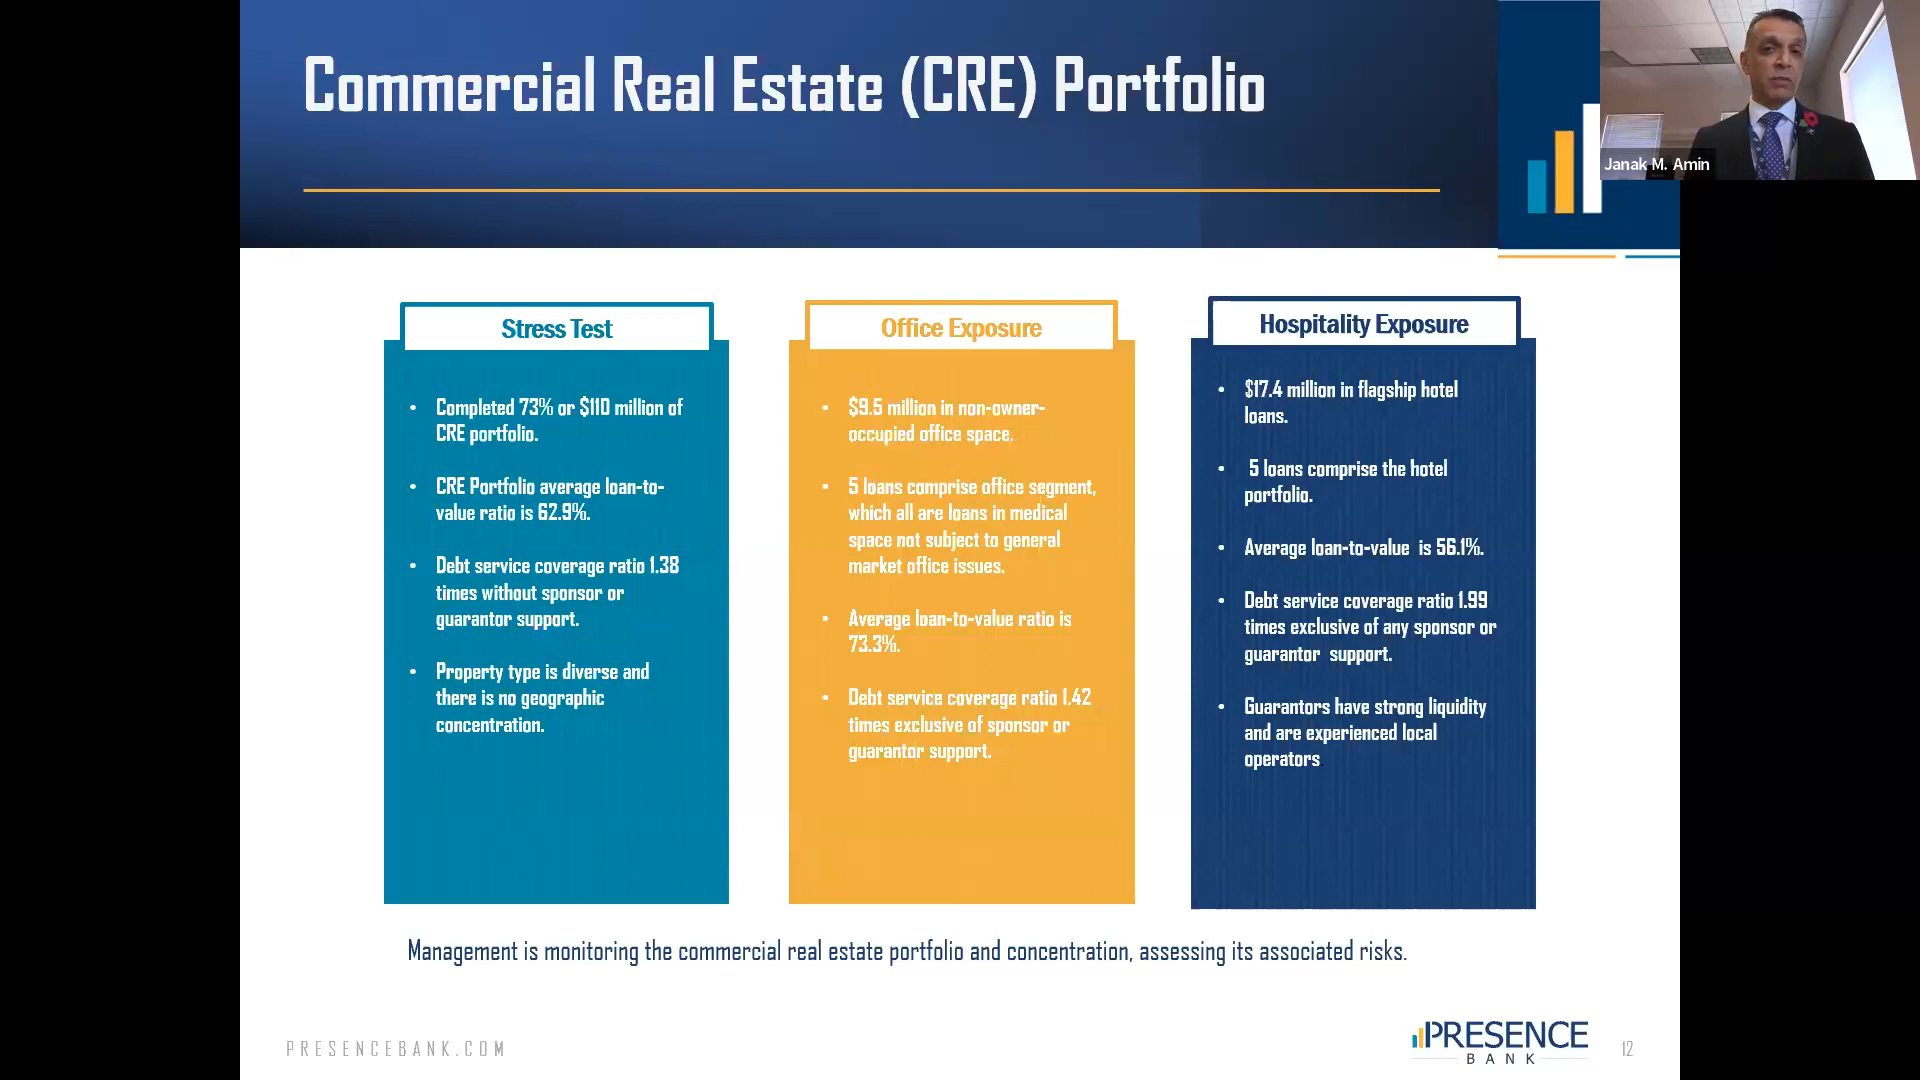 Commercial Real Estate (CRE) Portfolio
Janak M. Amin
Stress Test
• Completed 73% or $110 million of
CRE portfolio.
• CRE Portfolio average loan-to-
value ratio is 62.9%.
• Debt service coverage ratio 1.38
times without sponsor or
guarantor support.
• Property type is diverse and
there is no geographic
concentration.
Office Exposure
• $9.5 million in non-owner-
occupied office space.
• 5 loans comprise office segment,
which all are loans in medical
space not subject to general
market office issues.
• Average loan-to-value ratio is
73.3%.
• Debt service coverage ratio 1.42
times exclusive of sponsor or
guarantor support.
Hospitality Exposure
• $17.4 million in flagship hotel
loans.
• 5 loans comprise the hotel
portfolio.
• Average loan-to-value is 56.1%.
• Debt service coverage ratio 1.99
times exclusive of any sponsor or
guarantor support.
• Guarantors have strong liquidity
and are experienced local
operators
Management is monitoring the commercial real estate portfolio and concentration, assessing its associated risks.
PRESENCEBANK.COM
PRESENCE
BANK
12